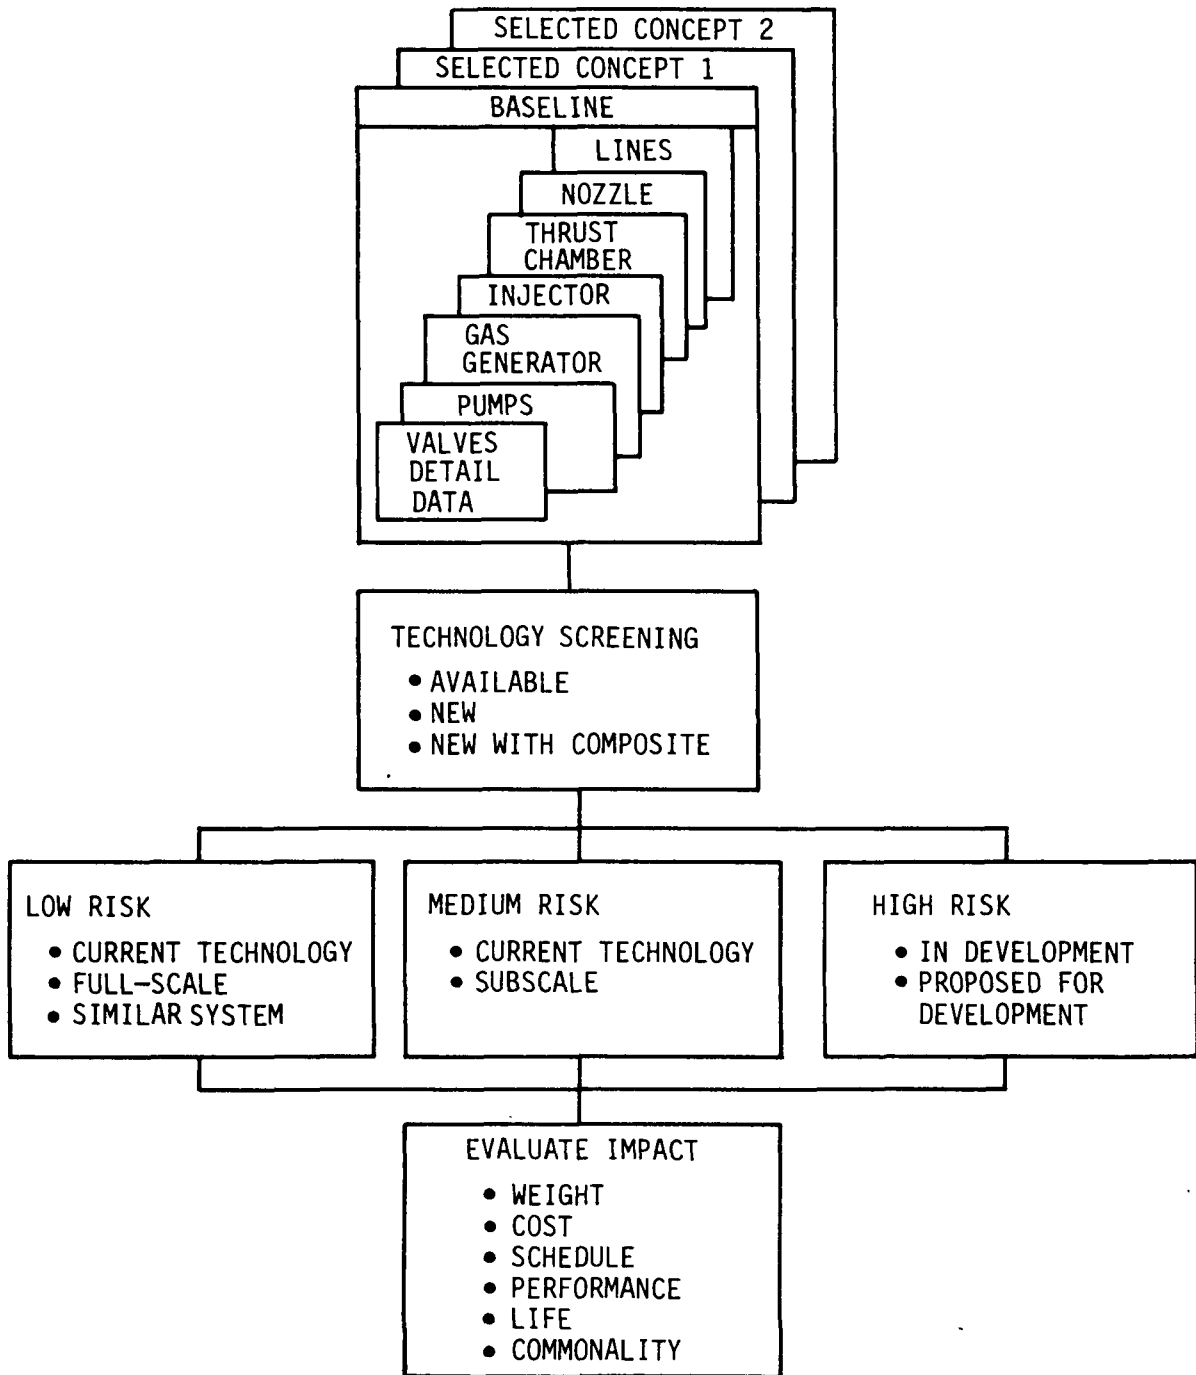 SELECTED CONCEPT 2
SELECTED CONCEPT 1
BASELINE
LINES
NOZZLE
THRUST
CHAMBER
INJECTOR
GAS
GENERATOR
PUMPS
VALVES
DETAIL
DATA
TECHNOLOGY SCREENING
• AVAILABLE
• NEW
• NEW WITH COMPOSITE
LOW RISK
• CURRENT TECHNOLOGY
• FULL-SCALE
• SIMILAR SYSTEM
MEDIUM RISK
• CURRENT TECHNOLOGY
• SUBSCALE
HIGH RISK
• IN DEVELOPMENT
• PROPOSED FOR
DEVELOPMENT
EVALUATE IMPACT
• WEIGHT
• COST
• SCHEDULE
• PERFORMANCE
• LIFE
• COMMONALITY